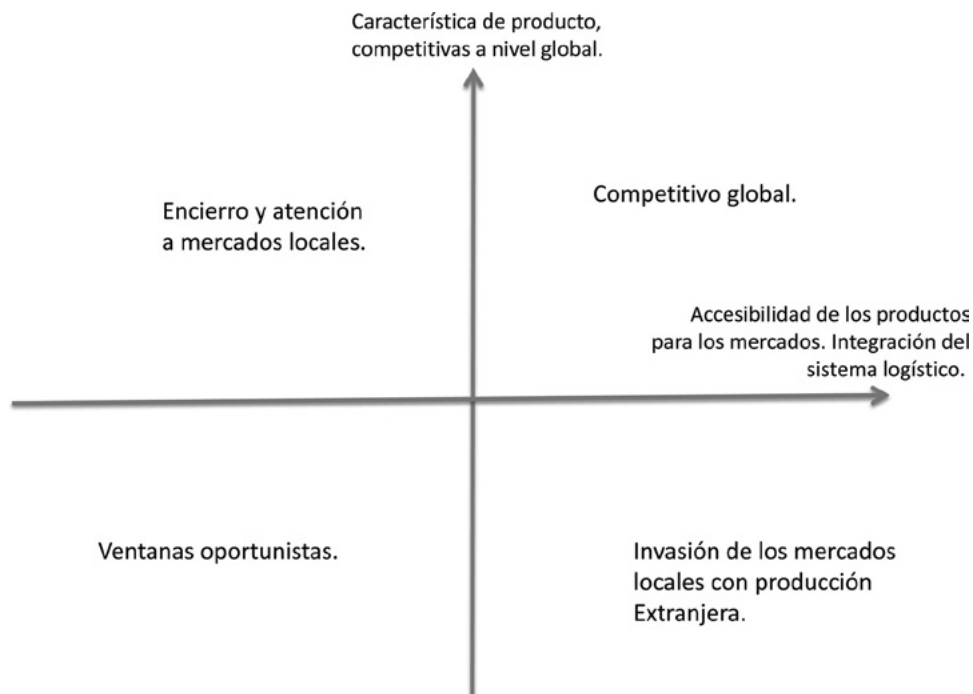 Característica de producto,
competitivas a nivel global.
Encierro y atención
a mercados locales.
Competitivo global.
Accesibilidad de los productos
para los mercados. Integración del
sistema logístico.
Ventanas oportunistas.
Invasión de los mercados
locales con producción
Extranjera.